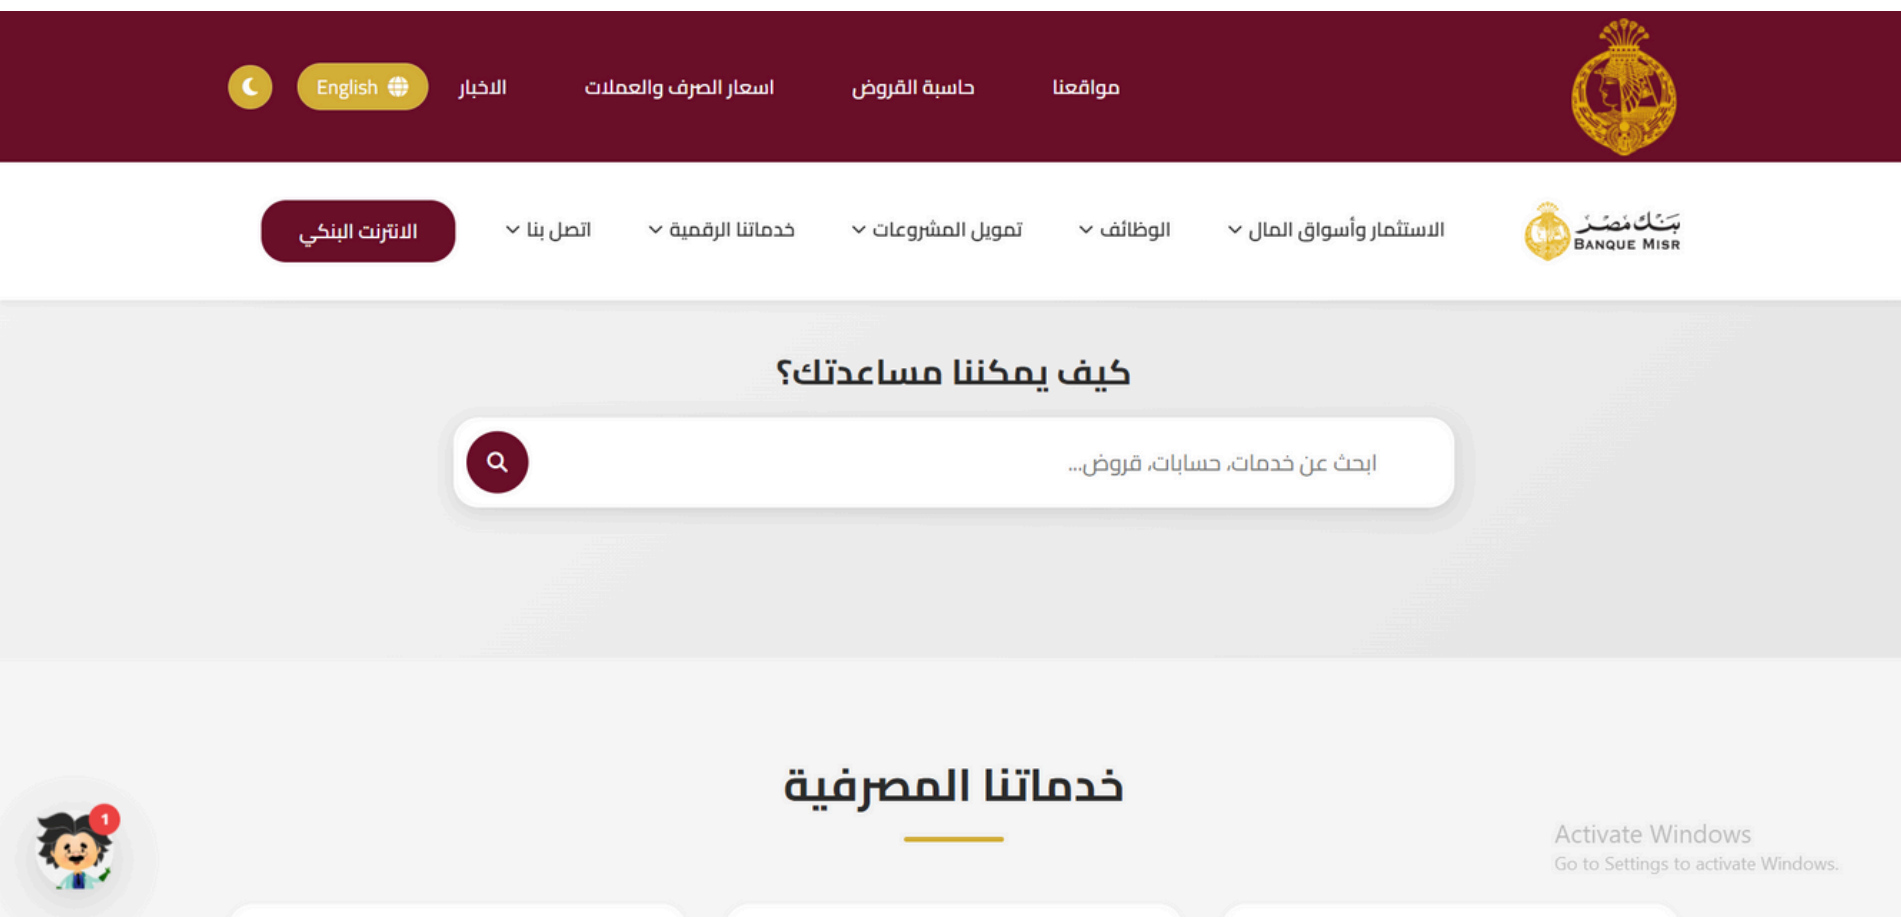 مواقعنا
حاسبة القروض
اسعار الصرف والعملات
الاخبار
English
بنك مصر
BANQUE MISR
الاستثمار وأسواق المال
الوظائف
تمويل المشروعات
خدماتنا الرقمية
اتصل بنا
الانترنت البنكي
كيف يمكننا مساعدتك؟
ابحث عن خدمات، حسابات، قروض...
خدماتنا المصرفية
1
Activate Windows
Go to Settings to activate Windows.